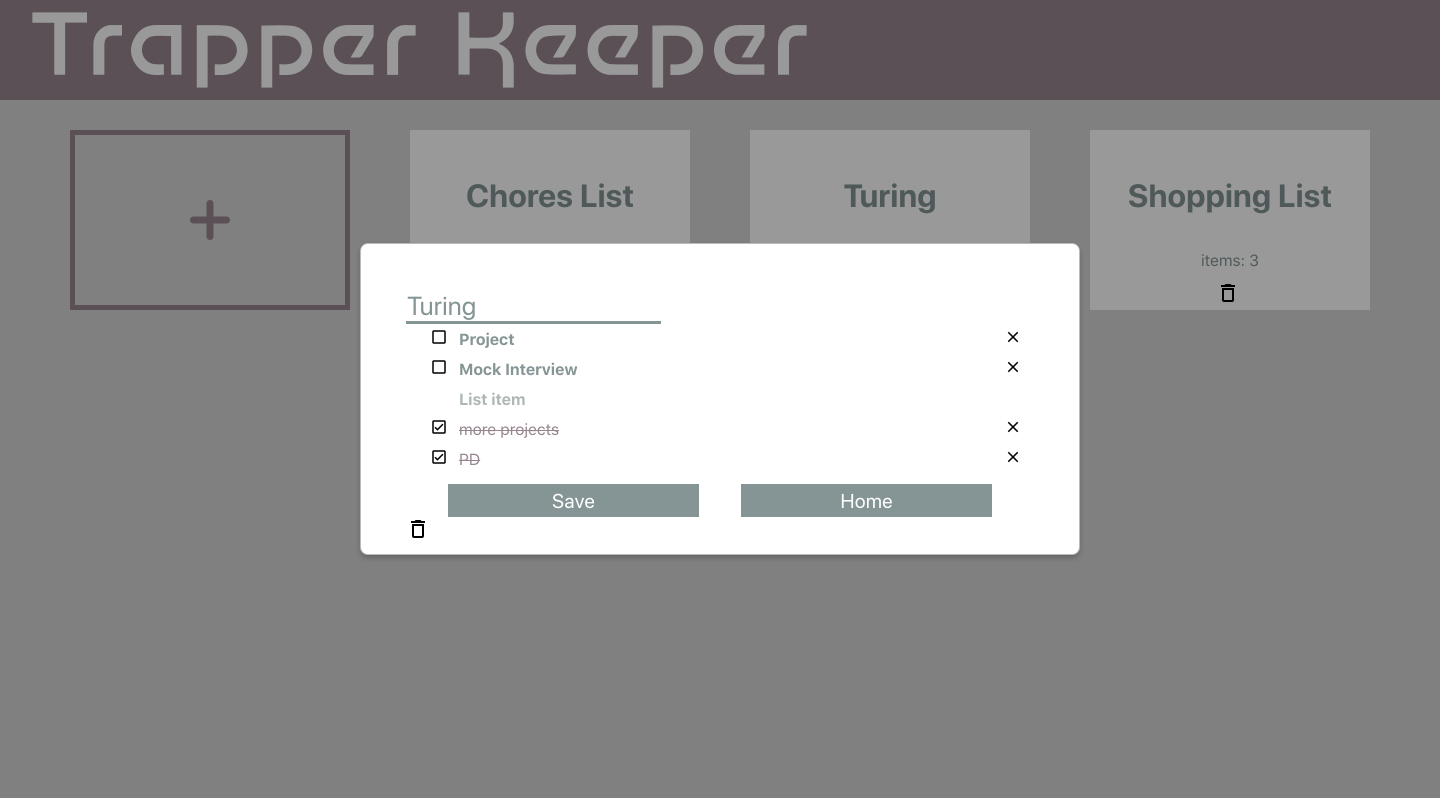 Trapper Keeper
Chores List
Turing
Shopping List
items: 3
Turing
Project
Mock Interview
List item
more projects
PD
Save
Home